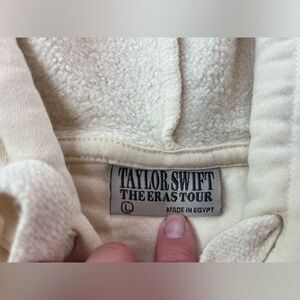 TAYLOR SWIFT
THE ERAS TOUR
L
MADE IN EGYPT